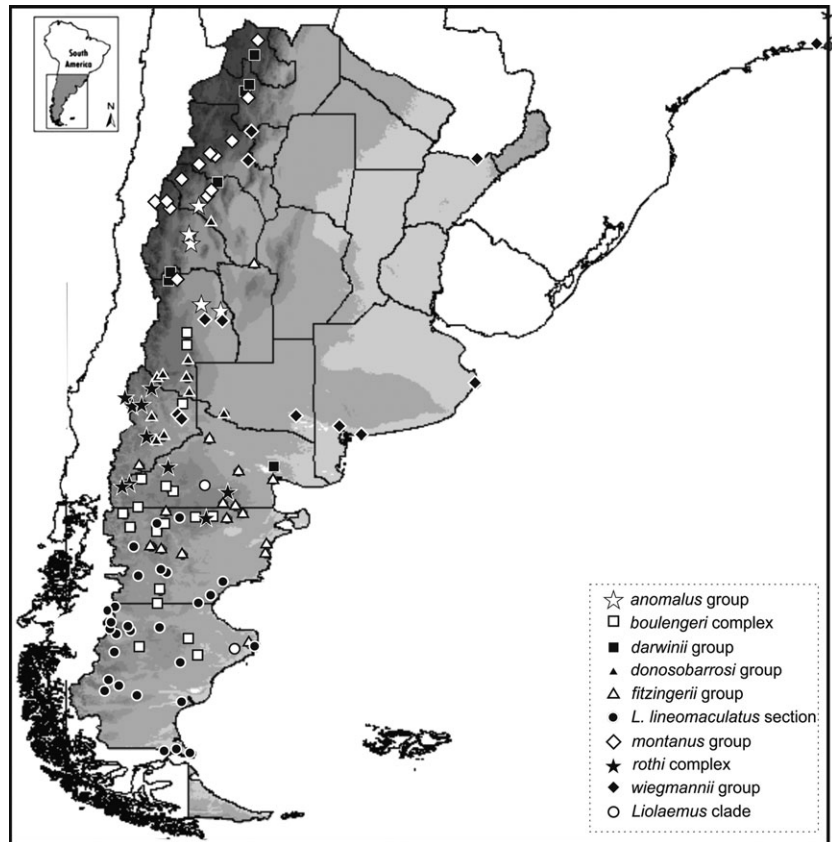 South
America
N
anomalus group
boulengeri complex
darwinii group
donosobarrosi group
fitzingerii group
L. lineomaculatus section
montanus group
rothi complex
wiegmannii group
Liolaemus clade